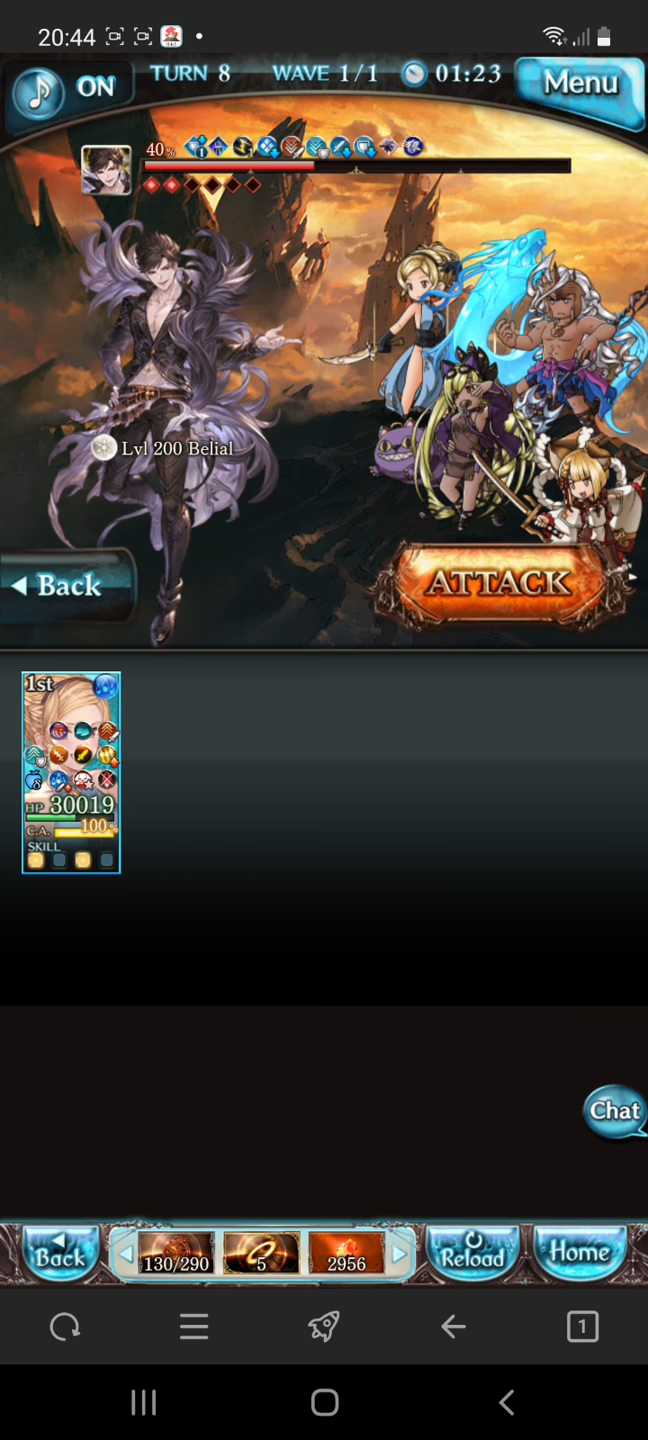 20:44
ON
TURN 8 WAVE 1/1 01:23
Menu
40%
Lvl 200 Belial
Back
ATTACK
1st
HP 30019
C.A. 100%
SKILL
Chat
Back
130/290
5
2956
Reload
Home
1